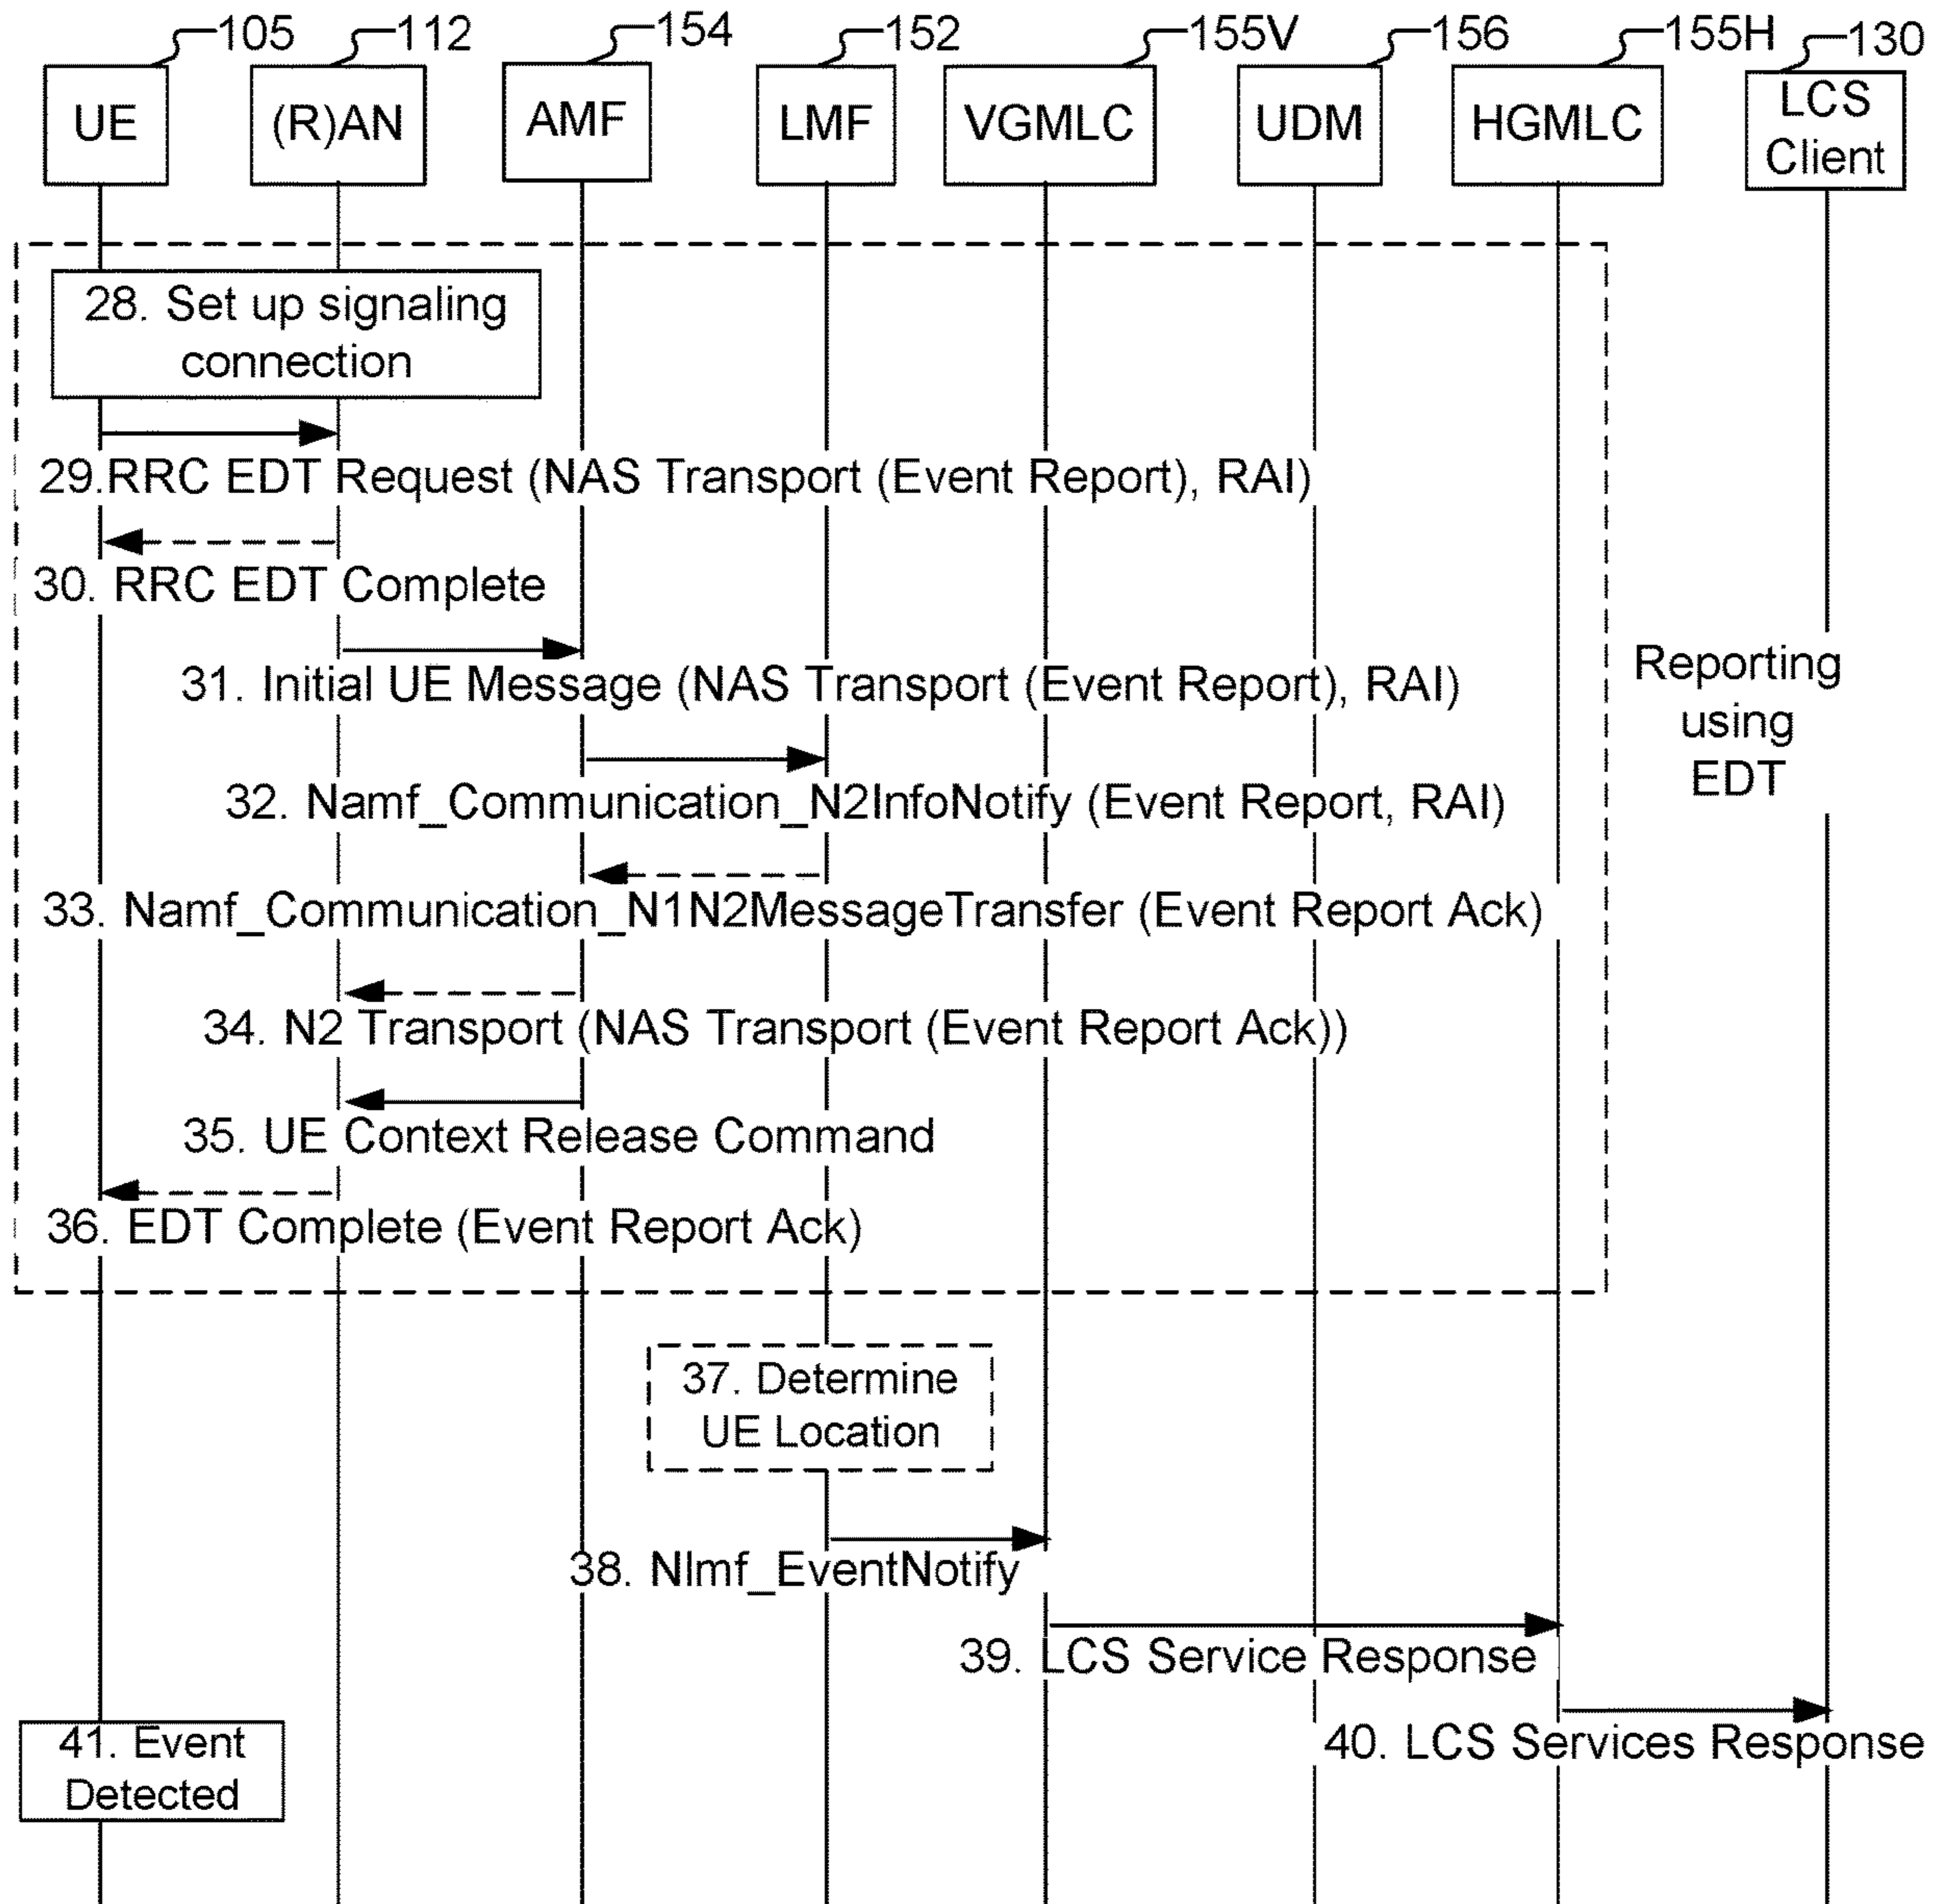 105
112
154
152
155V
156
155H
130
UE
(R)AN
AMF
LMF
VGMLC
UDM
HGMLC
LCS
Client
28. Set up signaling
connection
29.RRC EDT Request (NAS Transport (Event Report), RAI)
30. RRC EDT Complete
31. Initial UE Message (NAS Transport (Event Report), RAI)
Reporting
using
EDT
32. Namf_Communication_N2InfoNotify (Event Report, RAI)
33. Namf_Communication_N1N2MessageTransfer (Event Report Ack)
34. N2 Transport (NAS Transport (Event Report Ack))
35. UE Context Release Command
36. EDT Complete (Event Report Ack)
37. Determine
UE Location
38. Nlmf_EventNotify
39. LCS Service Response
40. LCS Services Response
41. Event
Detected